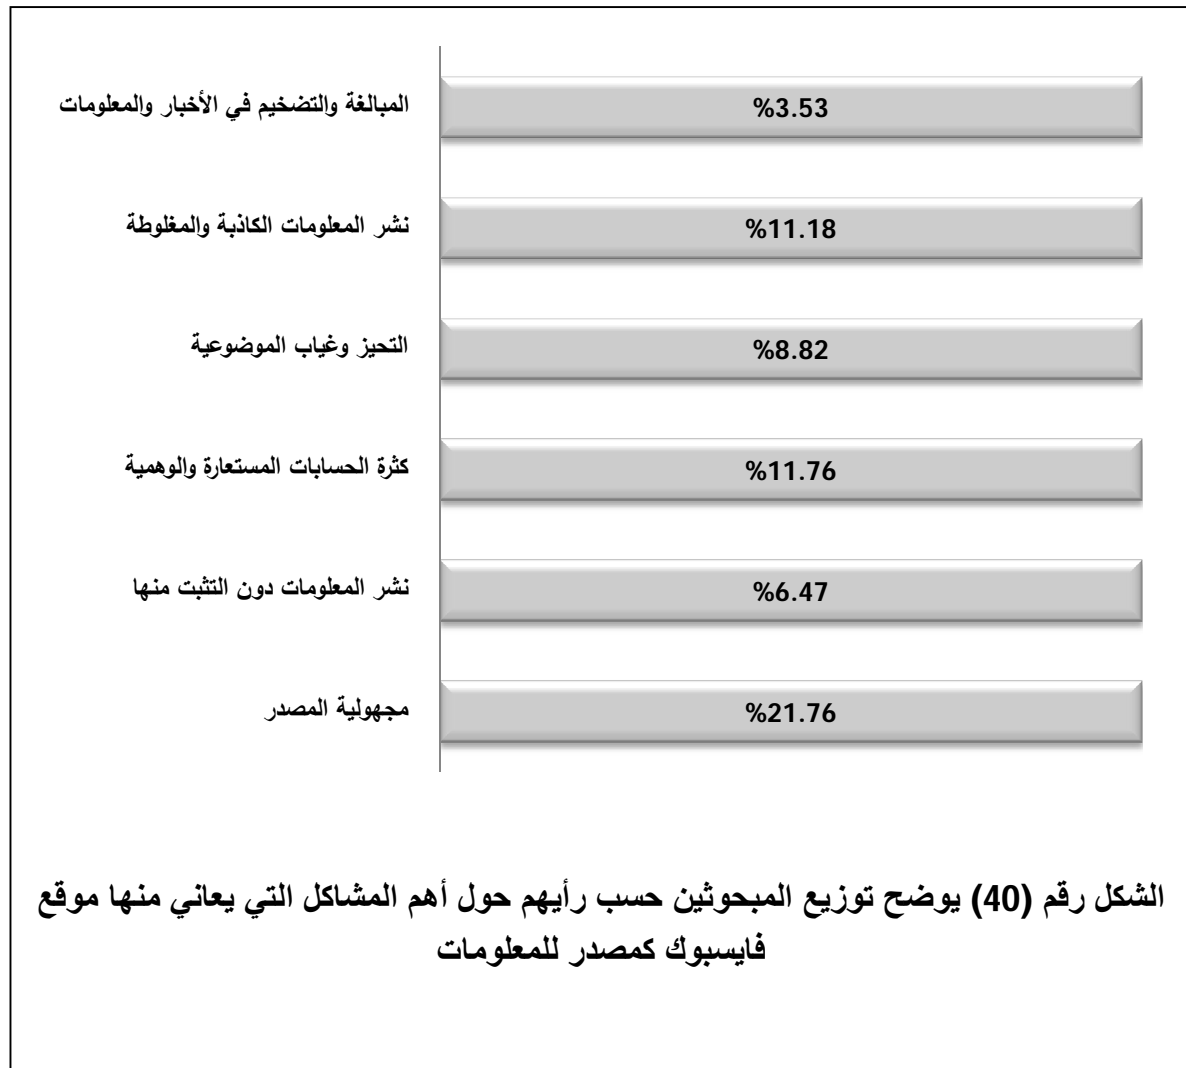 المبالغة والتضخيم في الأخبار والمعلومات
%3.53
نشر المعلومات الكاذبة والمغلوطة
%11.18
التحيز وغياب الموضوعية
%8.82
كثرة الحسابات المستعارة والوهمية
%11.76
نشر المعلومات دون التثبت منها
%6.47
مجهولية المصدر
%21.76
الشكل رقم (40) يوضح توزيع المبحوثين حسب رأيهم حول أهم المشاكل التي يعاني منها موقع
فايسبوك كمصدر للمعلومات